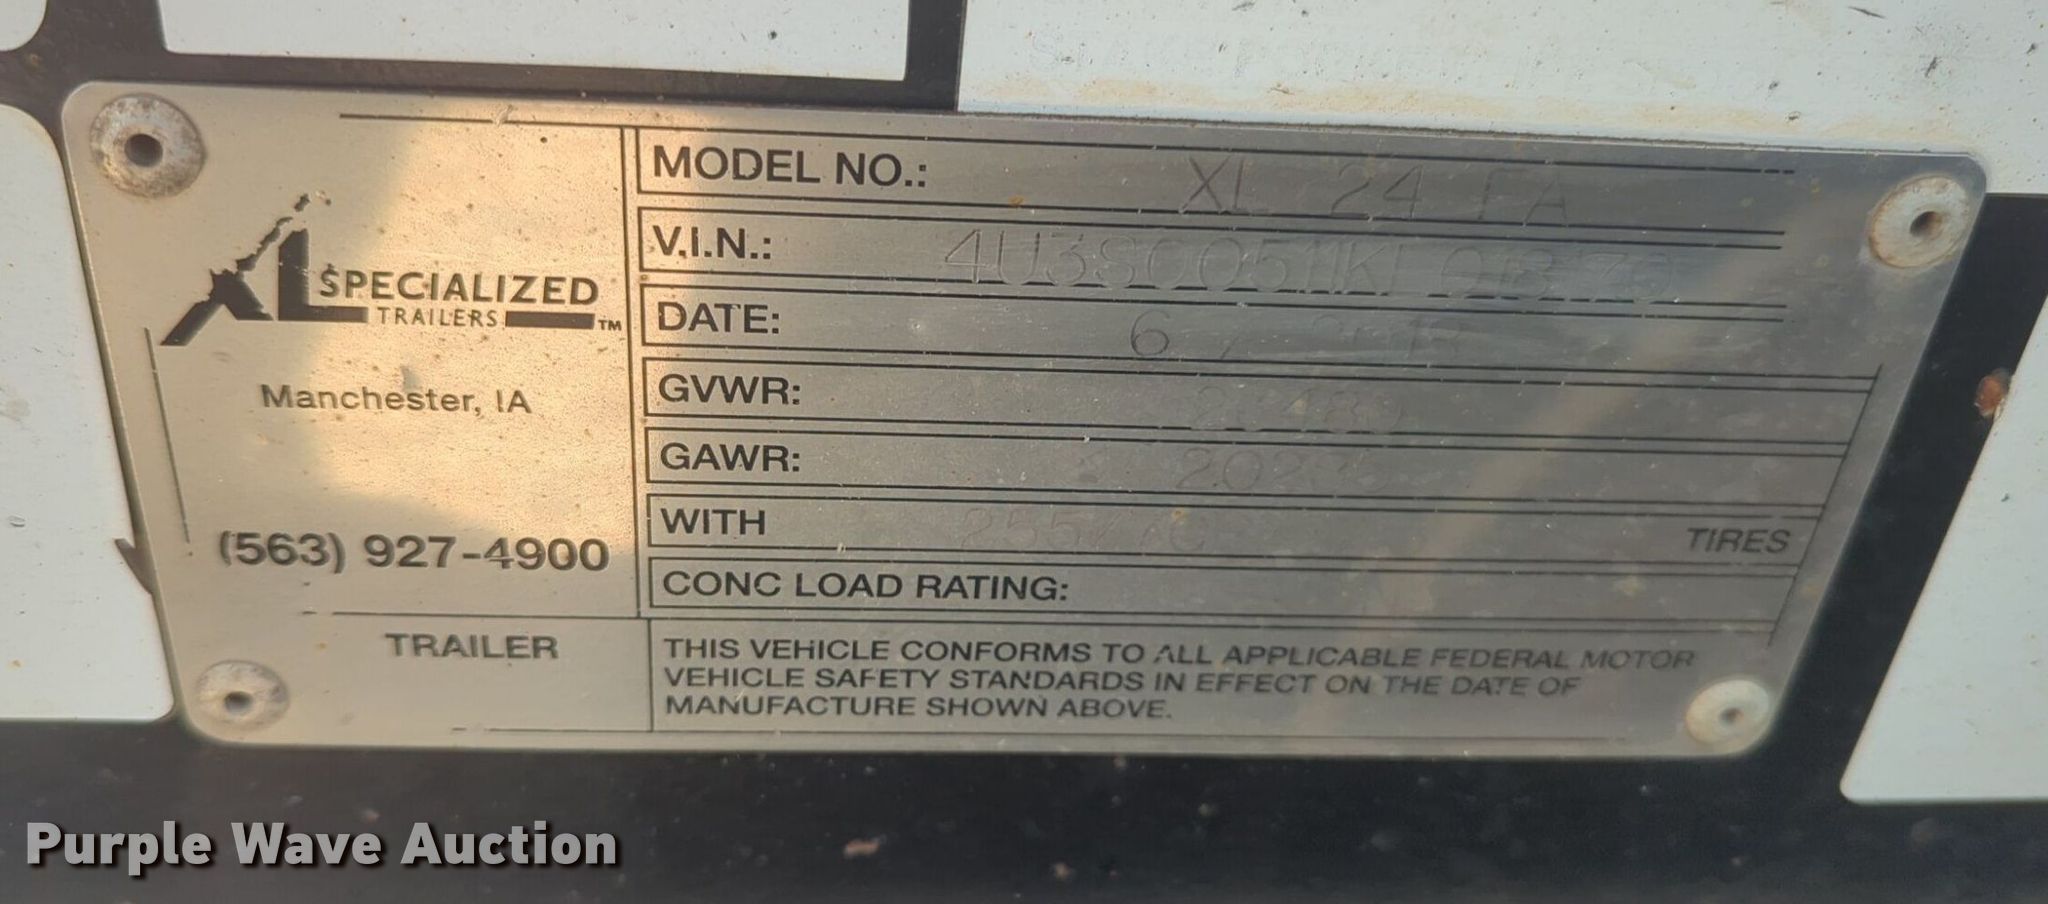 MODEL NO.: XL 24 FA
V.I.N.:
DATE: 6 /
XL SPECIALIZED
TRAILERS TM
GVWR:
Manchester, IA
GAWR:
WITH TIRES
(563) 927-4900
CONC LOAD RATING:
TRAILER
THIS VEHICLE CONFORMS TO ALL APPLICABLE FEDERAL MOTOR
VEHICLE SAFETY STANDARDS IN EFFECT ON THE DATE OF
MANUFACTURE SHOWN ABOVE.
Purple Wave Auction